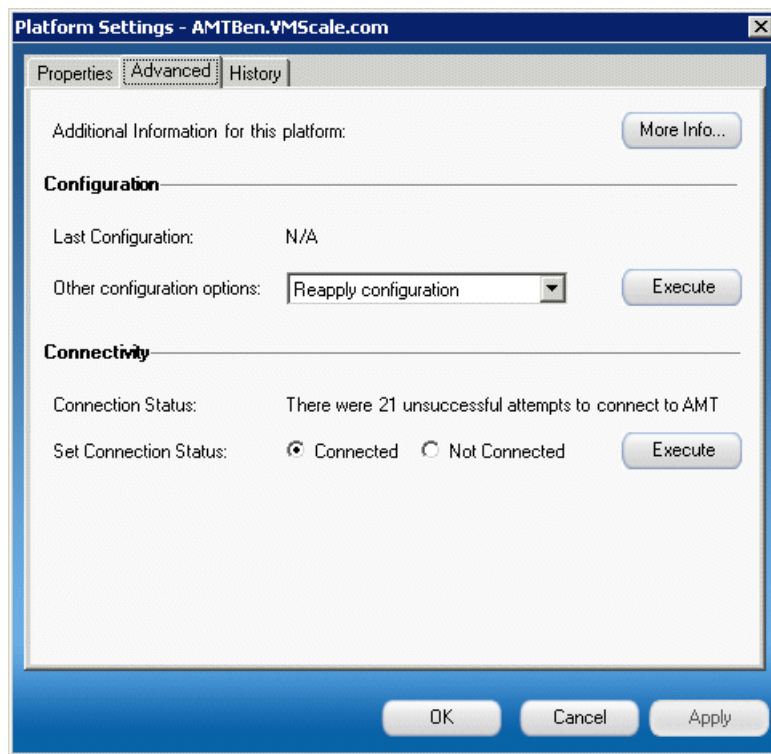 Platform Settings - AMTBen.VMScale.com
Properties Advanced History
Additional Information for this platform: More Info...
Configuration
Last Configuration: N/A
Other configuration options: Reapply configuration Execute
Connectivity
Connection Status: There were 21 unsuccessful attempts to connect to AMT
Set Connection Status: Connected Not Connected Execute
OK Cancel Apply